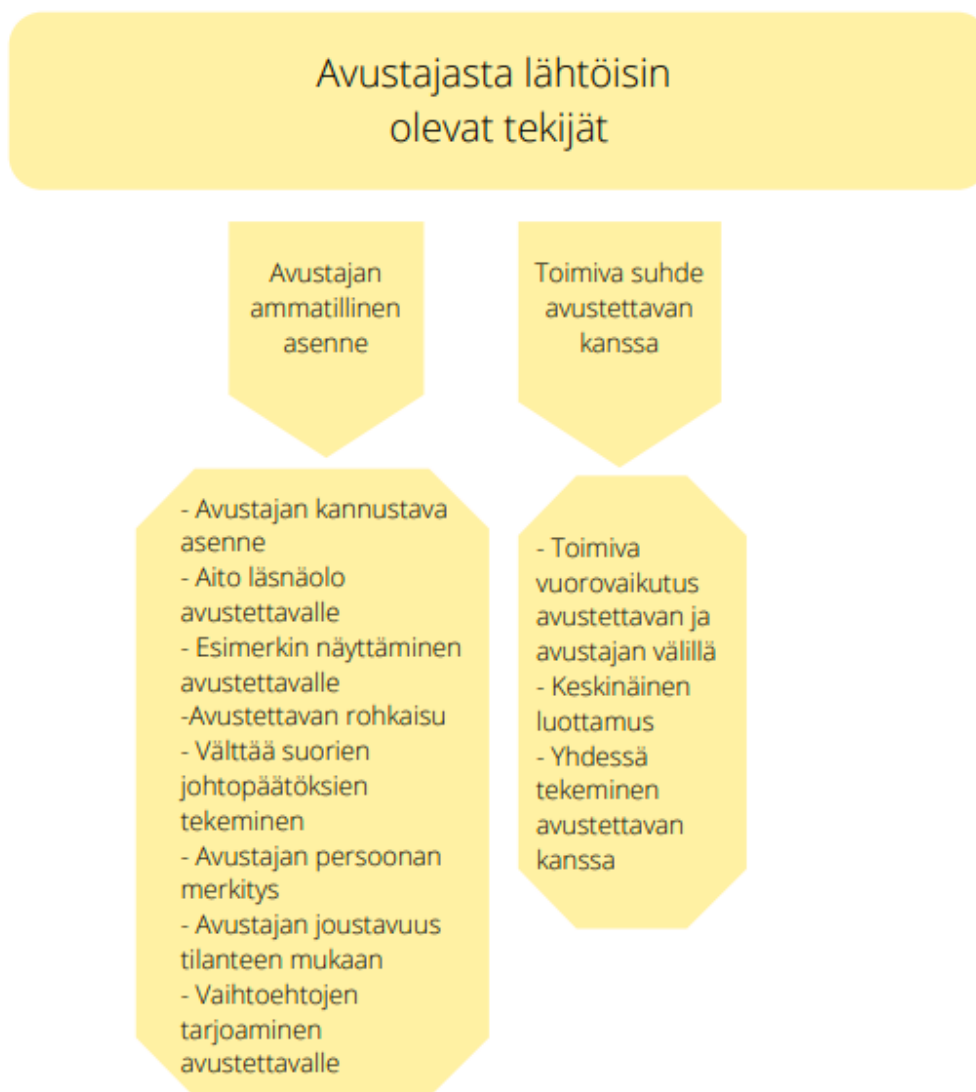 Avustajasta lähtöisin
olevat tekijät
Avustajan
ammatillinen
asenne
Toimiva suhde
avustettavan
kanssa
- Avustajan kannustava
asenne
- Aito läsnäolo
avustettavalle
- Esimerkin näyttäminen
avustettavalle
-Avustettavan rohkaisu
- Välttää suorien
johtopäätöksien
tekeminen
- Avustajan persoonan
merkitys
- Avustajan joustavuus
tilanteen mukaan
- Vaihtoehtojen
tarjoaminen
avustettavalle
- Toimiva
vuorovaikutus
avustettavan ja
avustajan välillä
- Keskinäinen
luottamus
- Yhdessä
tekeminen
avustettavan
kanssa